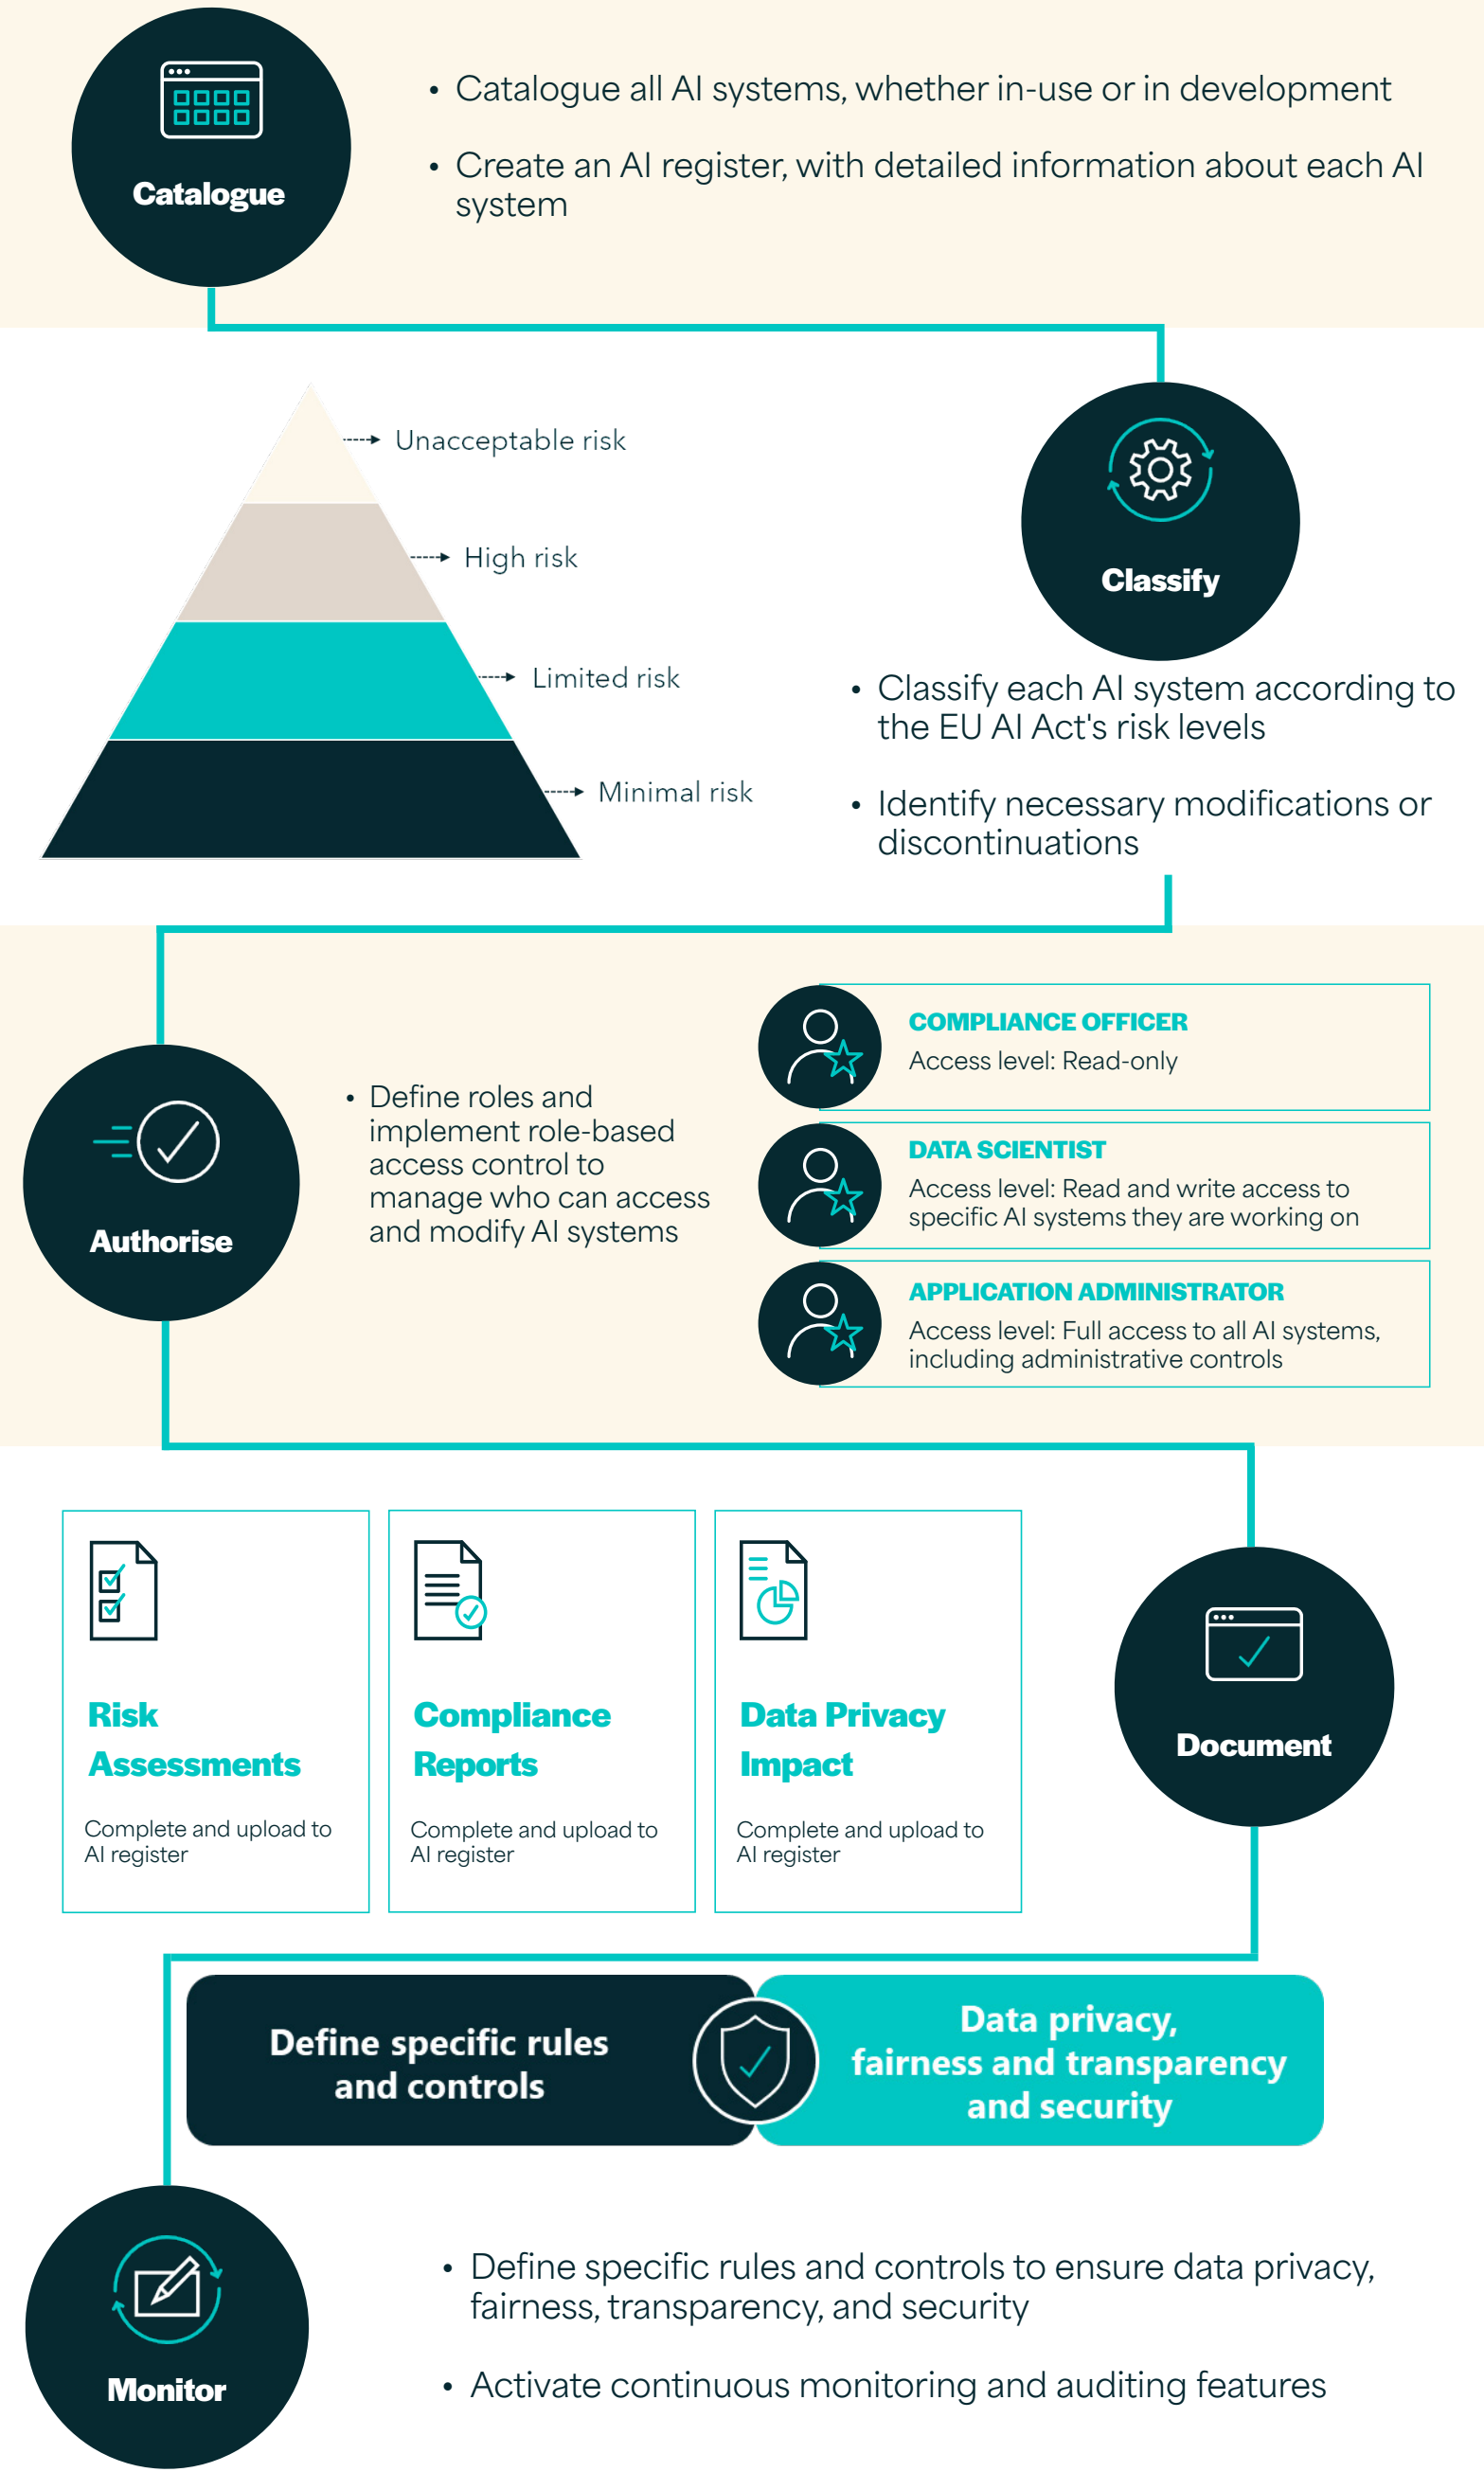 Catalogue
• Catalogue all AI systems, whether in-use or in development
• Create an AI register, with detailed information about each AI
system
Unacceptable risk
High risk
Limited risk
Minimal risk
Classify
• Classify each AI system according to
the EU AI Act's risk levels
• Identify necessary modifications or
discontinuations
Authorise
• Define roles and
implement role-based
access control to
manage who can access
and modify AI systems
COMPLIANCE OFFICER
Access level: Read-only
DATA SCIENTIST
Access level: Read and write access to
specific AI systems they are working on
APPLICATION ADMINISTRATOR
Access level: Full access to all AI systems,
including administrative controls
Risk
Assessments
Complete and upload to
AI register
Compliance
Reports
Complete and upload to
AI register
Data Privacy
Impact
Complete and upload to
AI register
Document
Define specific rules
and controls
Data privacy,
fairness and transparency
and security
Monitor
• Define specific rules and controls to ensure data privacy,
fairness, transparency, and security
• Activate continuous monitoring and auditing features